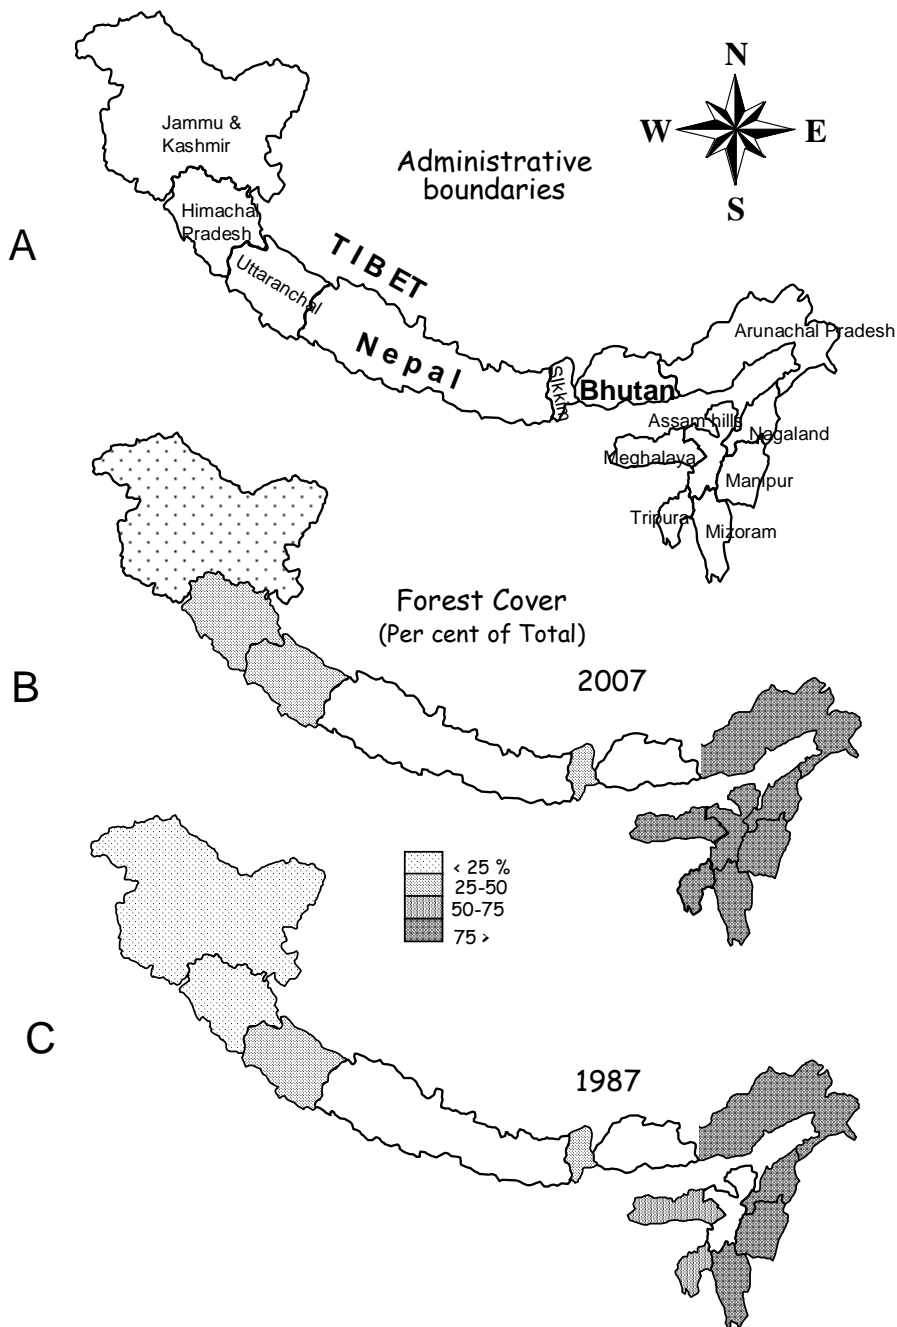 N
W
E
S
Administrative
boundaries
Jammu &
Kashmir
Himachal
Pradesh
A
Uttaranchal
TIBET
Nepal
Sikkim
Bhutan
Arunachal Pradesh
Assam hills
Nagaland
Meghalaya
Manipur
Tripura
Mizoram
Forest Cover
(Per cent of Total)
B
2007
< 25 %
25-50
50-75
75 >
C
1987